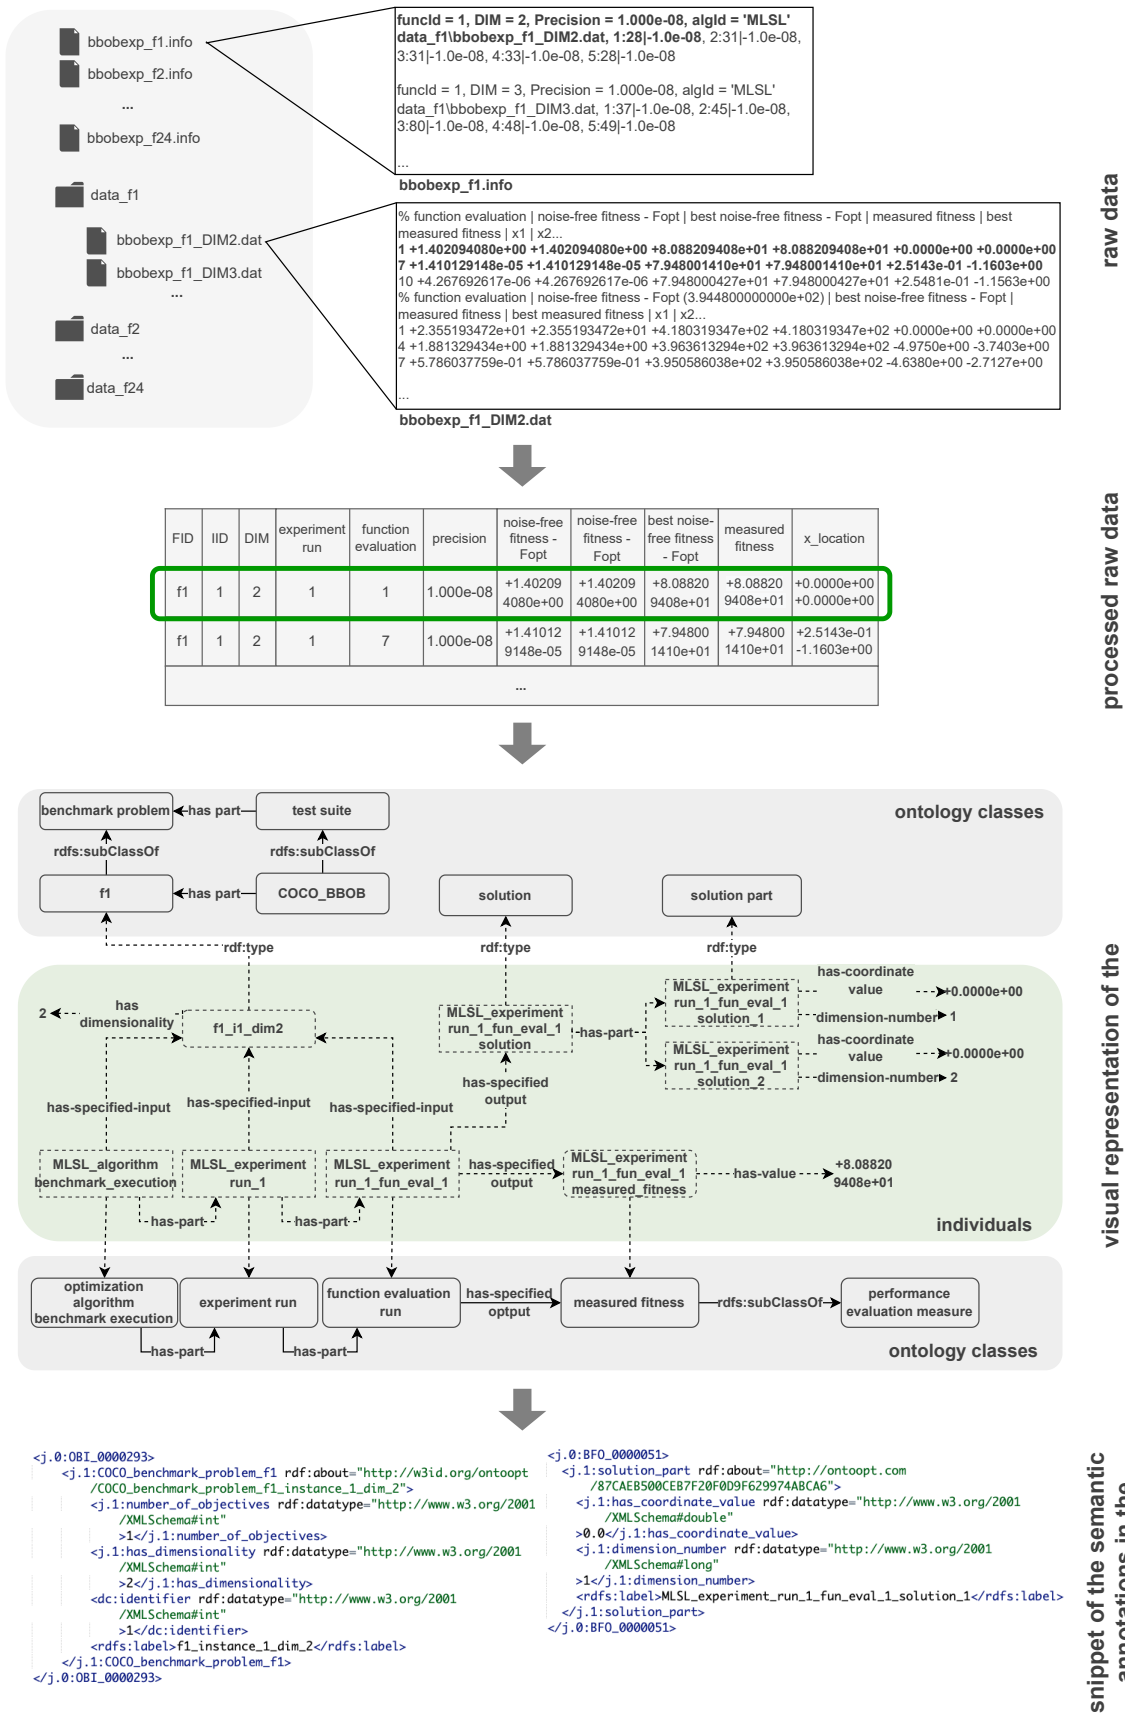 bbobexp_f1.info
bbobexp_f2.info
...
bbobexp_f24.info
data_f1
bbobexp_f1_DIM2.dat
bbobexp_f1_DIM3.dat
...
data_f2
...
data_f24
funcId = 1, DIM = 2, Precision = 1.000e-08, algId = 'MLSL'
data_f1\bbobexp_f1_DIM2.dat, 1:28|-1.0e-08, 2:31|-1.0e-08,
3:31|-1.0e-08, 4:33|-1.0e-08, 5:28|-1.0e-08
funcId = 1, DIM = 3, Precision = 1.000e-08, algId = 'MLSL'
data_f1\bbobexp_f1_DIM3.dat, 1:37|-1.0e-08, 2:45|-1.0e-08,
3:80|-1.0e-08, 4:48|-1.0e-08, 5:49|-1.0e-08
...
bbobexp_f1.info
% function evaluation | noise-free fitness - Fopt | best noise-free fitness - Fopt | measured fitness | best
measured fitness | x1 | x2...
1 +1.402094080e+00 +1.402094080e+00 +8.088209408e+01 +8.088209408e+01 +0.0000e+00 +0.0000e+00
7 +1.410129148e-05 +1.410129148e-05 +7.948001410e+01 +7.948001410e+01 +2.5143e-01 -1.1603e+00
10 +4.267692617e-06 +4.267692617e-06 +7.948000427e+01 +7.948000427e+01 +2.5481e-01 -1.1563e+00
% function evaluation | noise-free fitness - Fopt (3.944800000000e+02) | best noise-free fitness - Fopt |
measured fitness | best measured fitness | x1 | x2...
1 +2.355193472e+01 +2.355193472e+01 +4.180319347e+02 +4.180319347e+02 +0.0000e+00 +0.0000e+00
4 +1.881329434e+00 +1.881329434e+00 +3.963613294e+02 +3.963613294e+02 -4.9750e+00 -3.7403e+00
7 +5.786037759e-01 +5.786037759e-01 +3.950586038e+02 +3.950586038e+02 -4.6380e+00 -2.7127e+00
...
bbobexp_f1_DIM2.dat
raw data
FID IID DIM experiment run function evaluation precision noise-free fitness - Fopt noise-free fitness - Fopt best noise-free fitness - Fopt measured fitness x_location
f1 1 2 1 1 1.000e-08 +1.40209 4080e+00 +1.40209 4080e+00 +8.08820 9408e+01 +8.08820 9408e+01 +0.0000e+00 +0.0000e+00
f1 1 2 1 7 1.000e-08 +1.41012 9148e-05 +1.41012 9148e-05 +7.94800 1410e+01 +7.94800 1410e+01 +2.5143e-01 -1.1603e+00
...
processed raw data
ontology classes
benchmark problem
has part
test suite
rdfs:subClassOf
rdfs:subClassOf
f1
has part
COCO_BBOB
solution
solution part
rdf:type
rdf:type
rdf:type
2
has
dimensionality
f1_i1_dim2
MLSL_experiment
run_1_fun_eval_1
solution
has-part
MLSL_experiment
run_1_fun_eval_1
solution_1
has-coordinate
value
+0.0000e+00
dimension-number
1
MLSL_experiment
run_1_fun_eval_1
solution_2
has-coordinate
value
+0.0000e+00
dimension-number
2
has-specified-input
has-specified-input
has-specified-input
has-specified
output
MLSL_algorithm
benchmark_execution
MLSL_experiment
run_1
MLSL_experiment
run_1_fun_eval_1
has-specified
output
MLSL_experiment
run_1_fun_eval_1
measured_fitness
has-value
+8.08820
9408e+01
has-part
has-part
individuals
optimization
algorithm
benchmark execution
experiment run
function evaluation
run
has-specified
optput
measured fitness
rdfs:subClassOf
performance
evaluation measure
has-part
has-part
ontology classes
visual representation of the
<j.0:OBI_0000293>
<j.1:COCO_benchmark_problem_f1 rdf:about="http://w3id.org/ontoopt
/COCO_benchmark_problem_f1_instance_1_dim_2">
<j.1:number_of_objectives rdf:datatype="http://www.w3.org/2001
/XMLSchema#int"
>1</j.1:number_of_objectives>
<j.1:has_dimensionality rdf:datatype="http://www.w3.org/2001
/XMLSchema#int"
>2</j.1:has_dimensionality>
<dc:identifier rdf:datatype="http://www.w3.org/2001
/XMLSchema#int"
>1</dc:identifier>
<rdfs:label>f1_instance_1_dim_2</rdfs:label>
</j.1:COCO_benchmark_problem_f1>
</j.0:OBI_0000293>
<j.0:BFO_0000051>
<j.1:solution_part rdf:about="http://ontoopt.com
/87CAEB500CEB7F20F0D9F629974ABCA6">
<j.1:has_coordinate_value rdf:datatype="http://www.w3.org/2001
/XMLSchema#double"
>0.0</j.1:has_coordinate_value>
<j.1:dimension_number rdf:datatype="http://www.w3.org/2001
/XMLSchema#long"
>1</j.1:dimension_number>
<rdfs:label>MLSL_experiment_run_1_fun_eval_1_solution_1</rdfs:label>
</j.1:solution_part>
</j.0:BFO_0000051>
snippet of the semantic
annotations in the